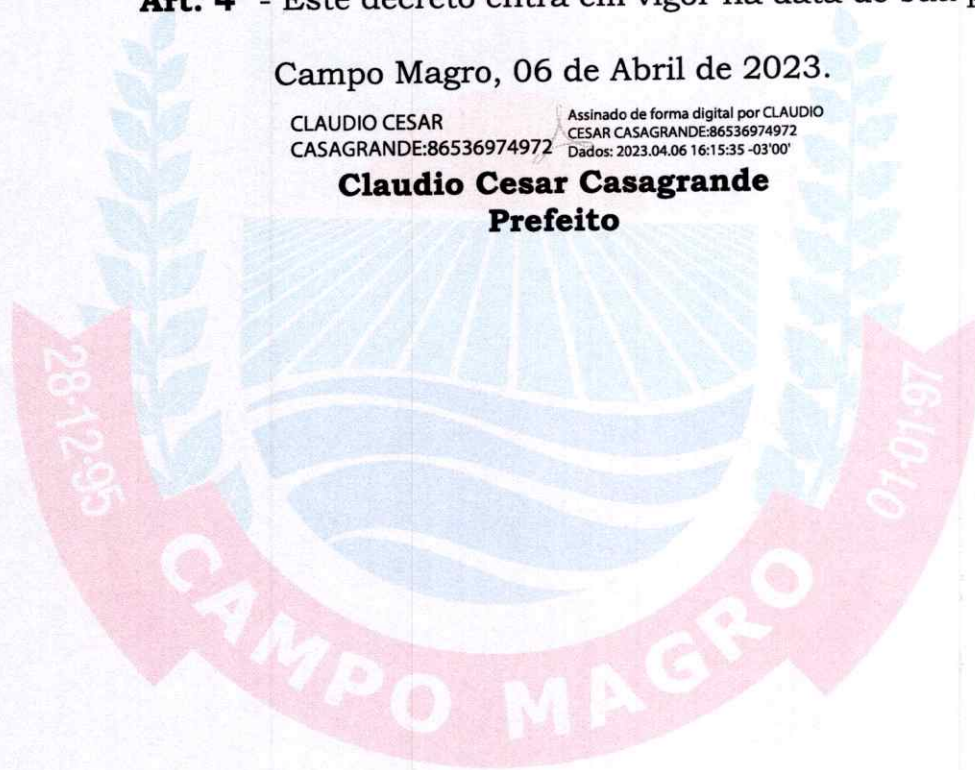 Art. 4º - Este decreto entra em vigor na data de sua
Campo Magro, 06 de Abril de 2023.
CLAUDIO CESAR
CASAGRANDE:86536974972
Assinado de forma digital por CLAUDIO
CESAR CASAGRANDE:86536974972
Dados: 2023.04.06 16:15:35 -03'00'
Claudio Cesar Casagrande
Prefeito
28-12-95
01-01-97
CAMPO MAGRO